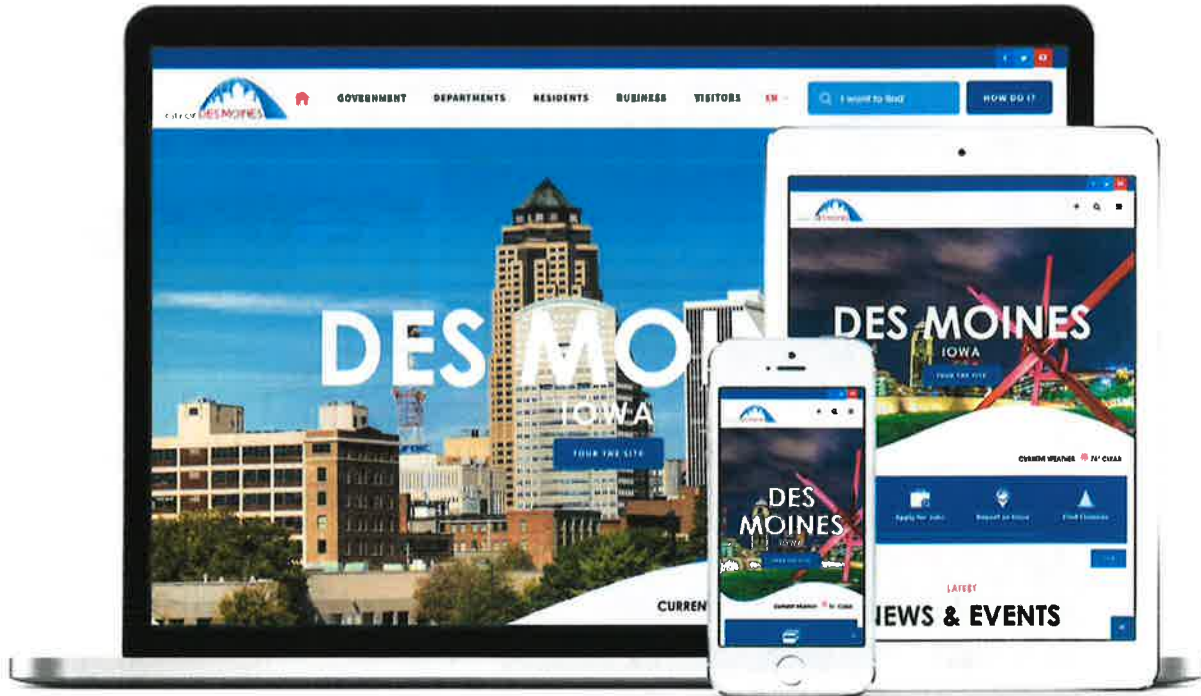 DES MOINES
GOVERNMENT
DEPARTMENTS
RESIDENTS
BUSINESS
VISITORS
EN
I want to find
HOW DO I?
DES MOI
IOWA
TOUR THE SITE
CURREN
DES MOINES
IOWA
TOUR THE SITE
CURRENT WEATHER 76° CLEAR
Apply for Jobs
Report an Issue
LATEST
NEWS & EVENTS
DES
MOINES
IOWA